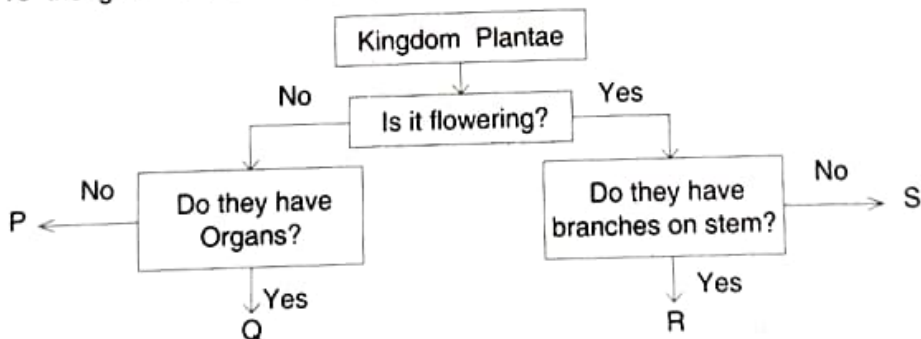 Kingdom Plantae
No
Yes
Is it flowering?
No
Do they have
Organs?
Do they have
branches on stem?
No
P
S
Yes
Yes
Q
R